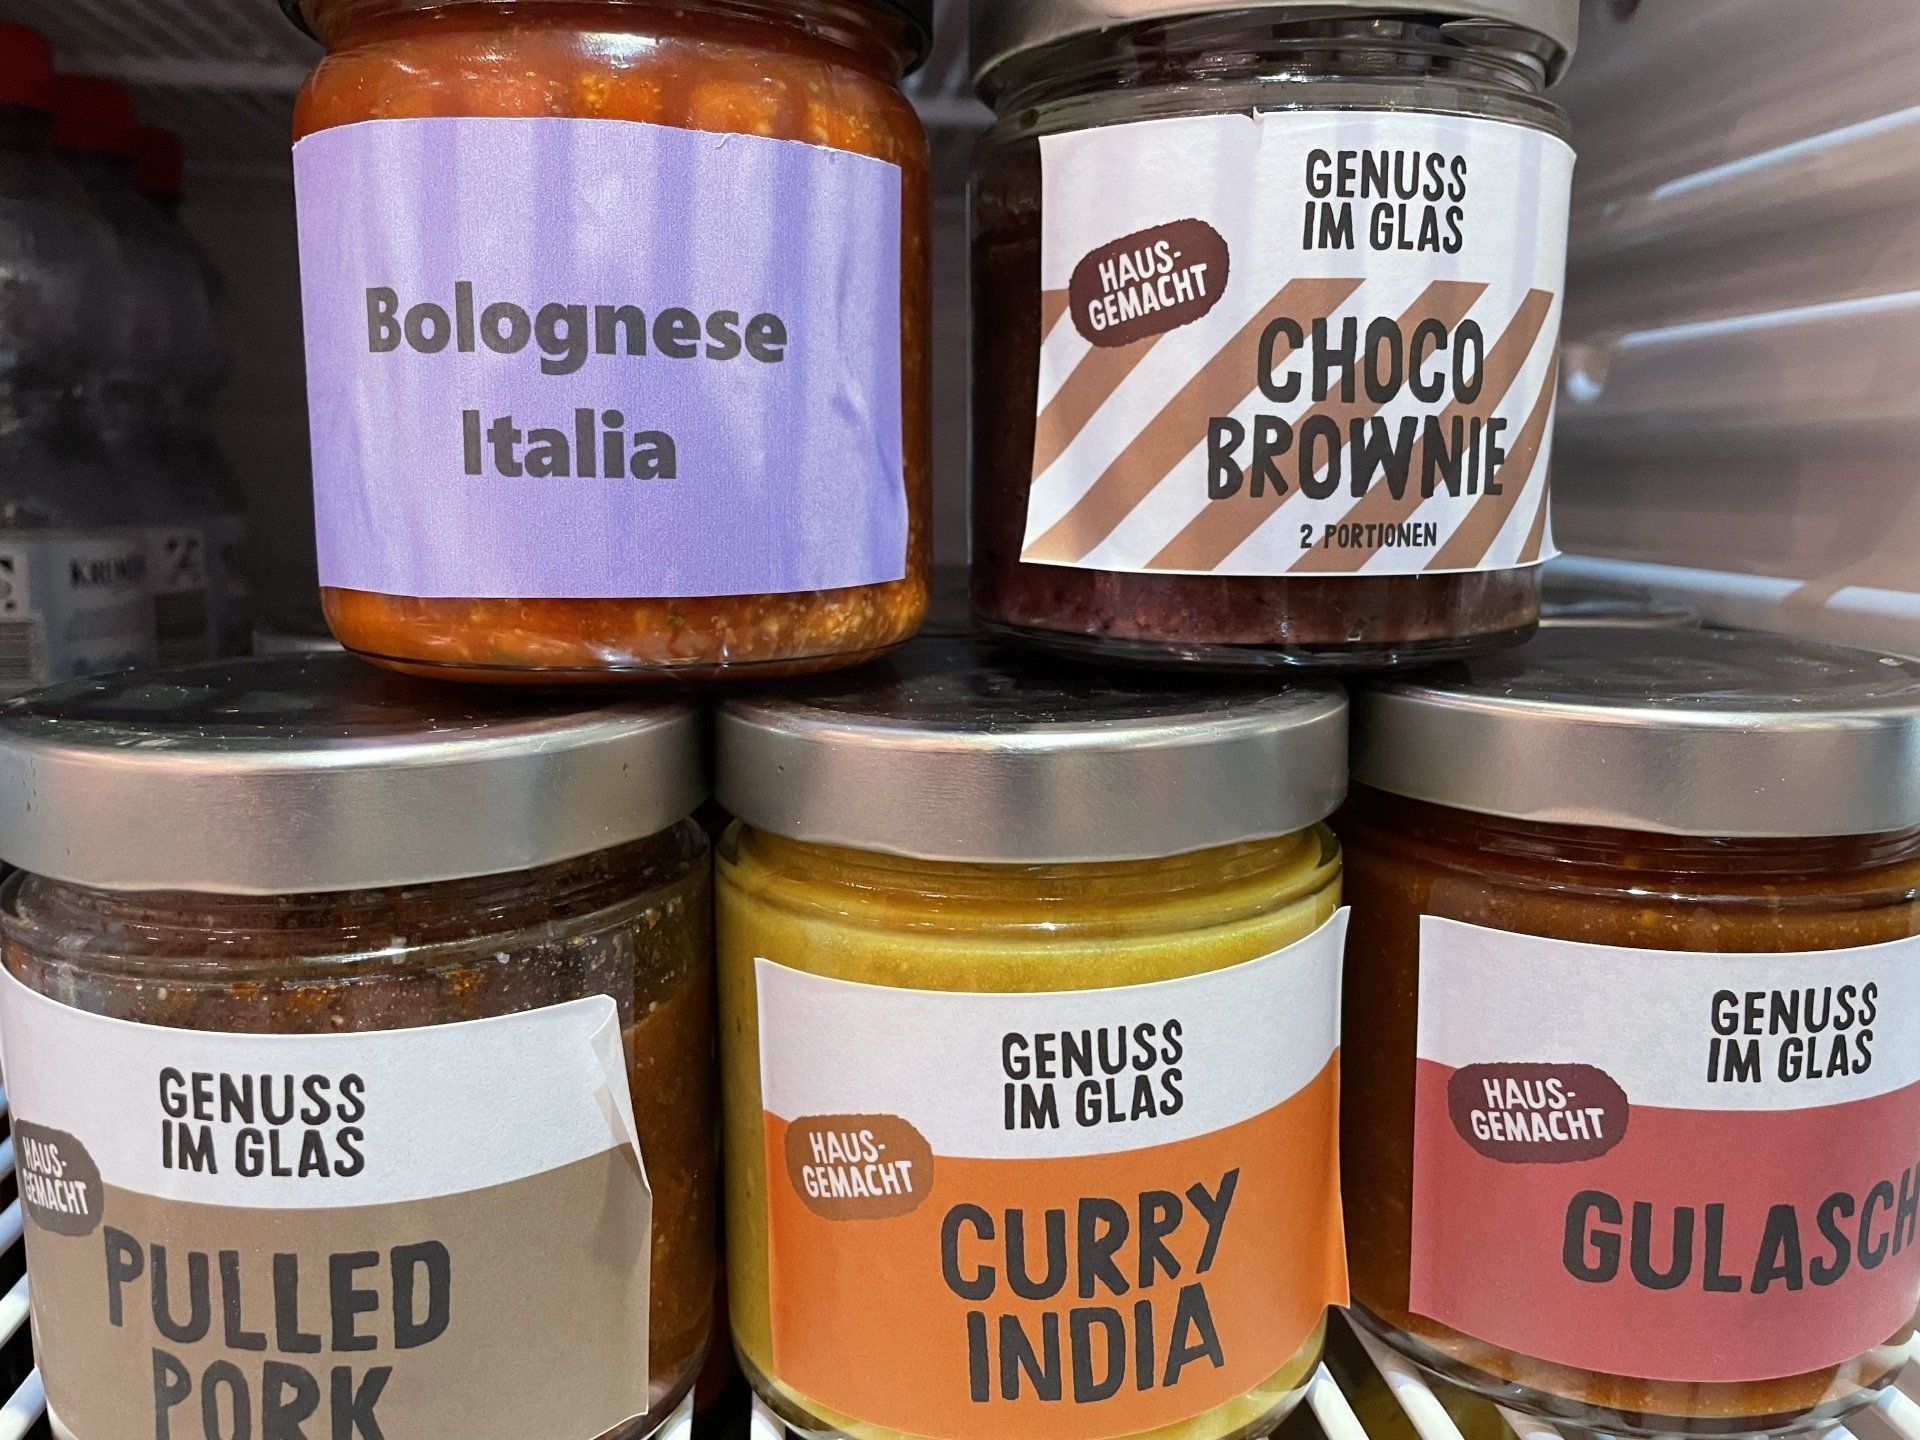 Bolognese
Italia
GENUSS
IM GLAS
HAUS-
GEMACHT
CHOCO
BROWNIE
2 PORTIONEN
GENUSS
IM GLAS
HAUS-
GEMACHT
PULLED
PORK
GENUSS
IM GLAS
HAUS-
GEMACHT
CURRY
INDIA
GENUSS
IM GLAS
HAUS-
GEMACHT
GULASCH